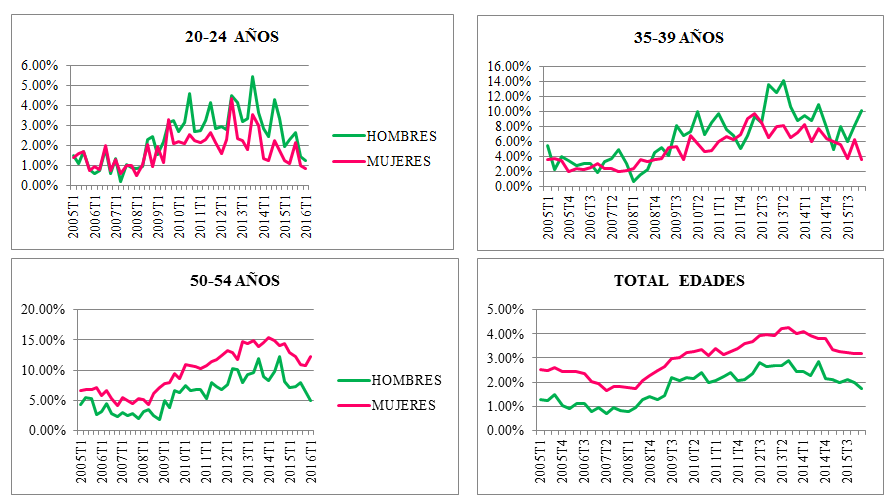 20-24 AÑOS
6.00%
5.00%
4.00%
3.00%
2.00%
1.00%
0.00%
2005T1
2006T1
2007T1
2008T1
2009T1
2010T1
2011T1
2012T1
2013T1
2014T1
2015T1
2016T1
HOMBRES
MUJERES
35-39 AÑOS
16.00%
14.00%
12.00%
10.00%
8.00%
6.00%
4.00%
2.00%
0.00%
2005T1
2005T4
2006T3
2007T2
2008T1
2008T4
2009T3
2010T2
2011T1
2011T4
2012T3
2013T2
2014T1
2014T4
2015T3
HOMBRES
MUJERES
50-54 AÑOS
20.00%
15.00%
10.00%
5.00%
0.00%
2005T1
2006T1
2007T1
2008T1
2009T1
2010T1
2011T1
2012T1
2013T1
2014T1
2015T1
2016T1
HOMBRES
MUJERES
TOTAL EDADES
5.00%
4.00%
3.00%
2.00%
1.00%
0.00%
2005T1
2005T4
2006T3
2007T2
2008T1
2008T4
2009T3
2010T2
2011T1
2011T4
2012T3
2013T2
2014T1
2014T4
2015T3
HOMBRES
MUJERES